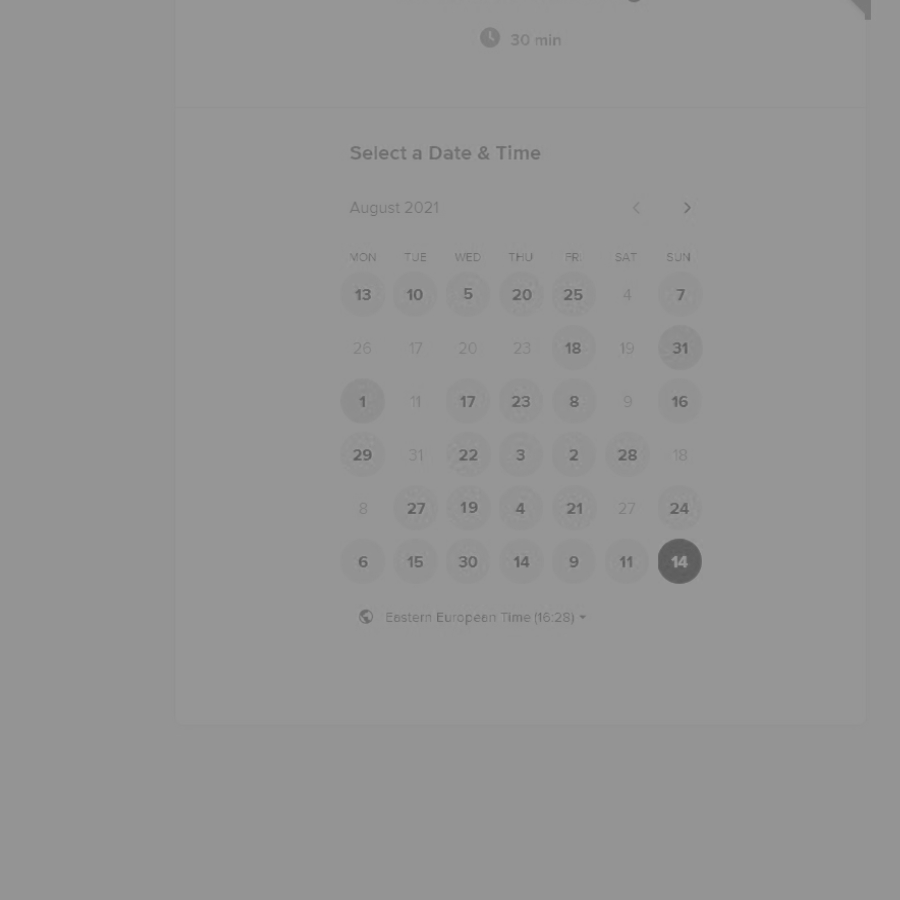 30 min
Select a Date & Time
August 2021
MON TUE WED THU FRI SAT SUN
13 10 5 20 25 4 7
26 17 20 23 18 19 31
1 11 17 23 8 9 16
29 31 22 3 2 28 18
8 27 19 4 21 27 24
6 15 30 14 9 11 14
Eastern European Time (16:28)